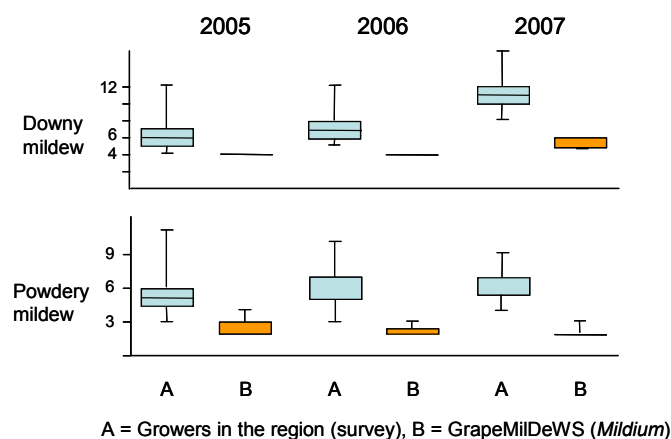 2005 2006 2007
12
Downy
mildew
6
4
9
Powdery
mildew
6
3
A B A B A B
A = Growers in the region (survey), B = GrapeMilDeWS (Mildium)